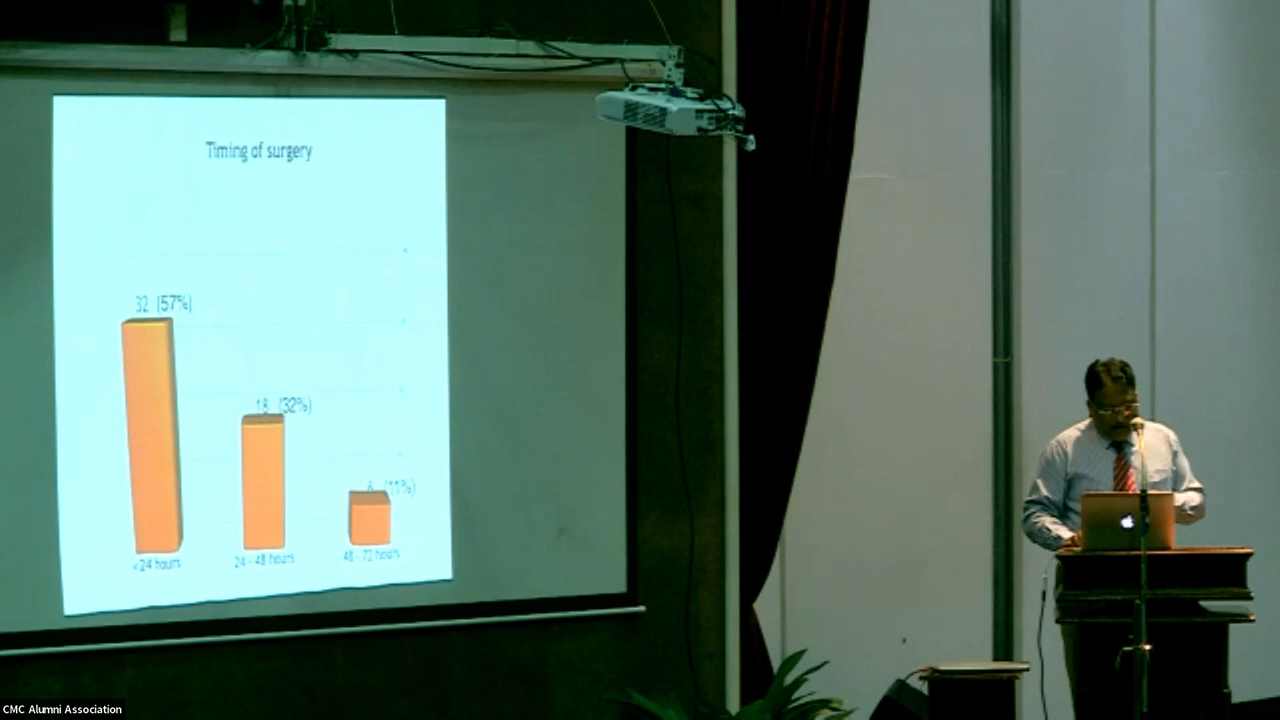 Timing of surgery
32 (57%)
18 (32%)
6 (11%)
<24 hours
24 - 48 hours
48 - 72 hours
CMC Alumni Association